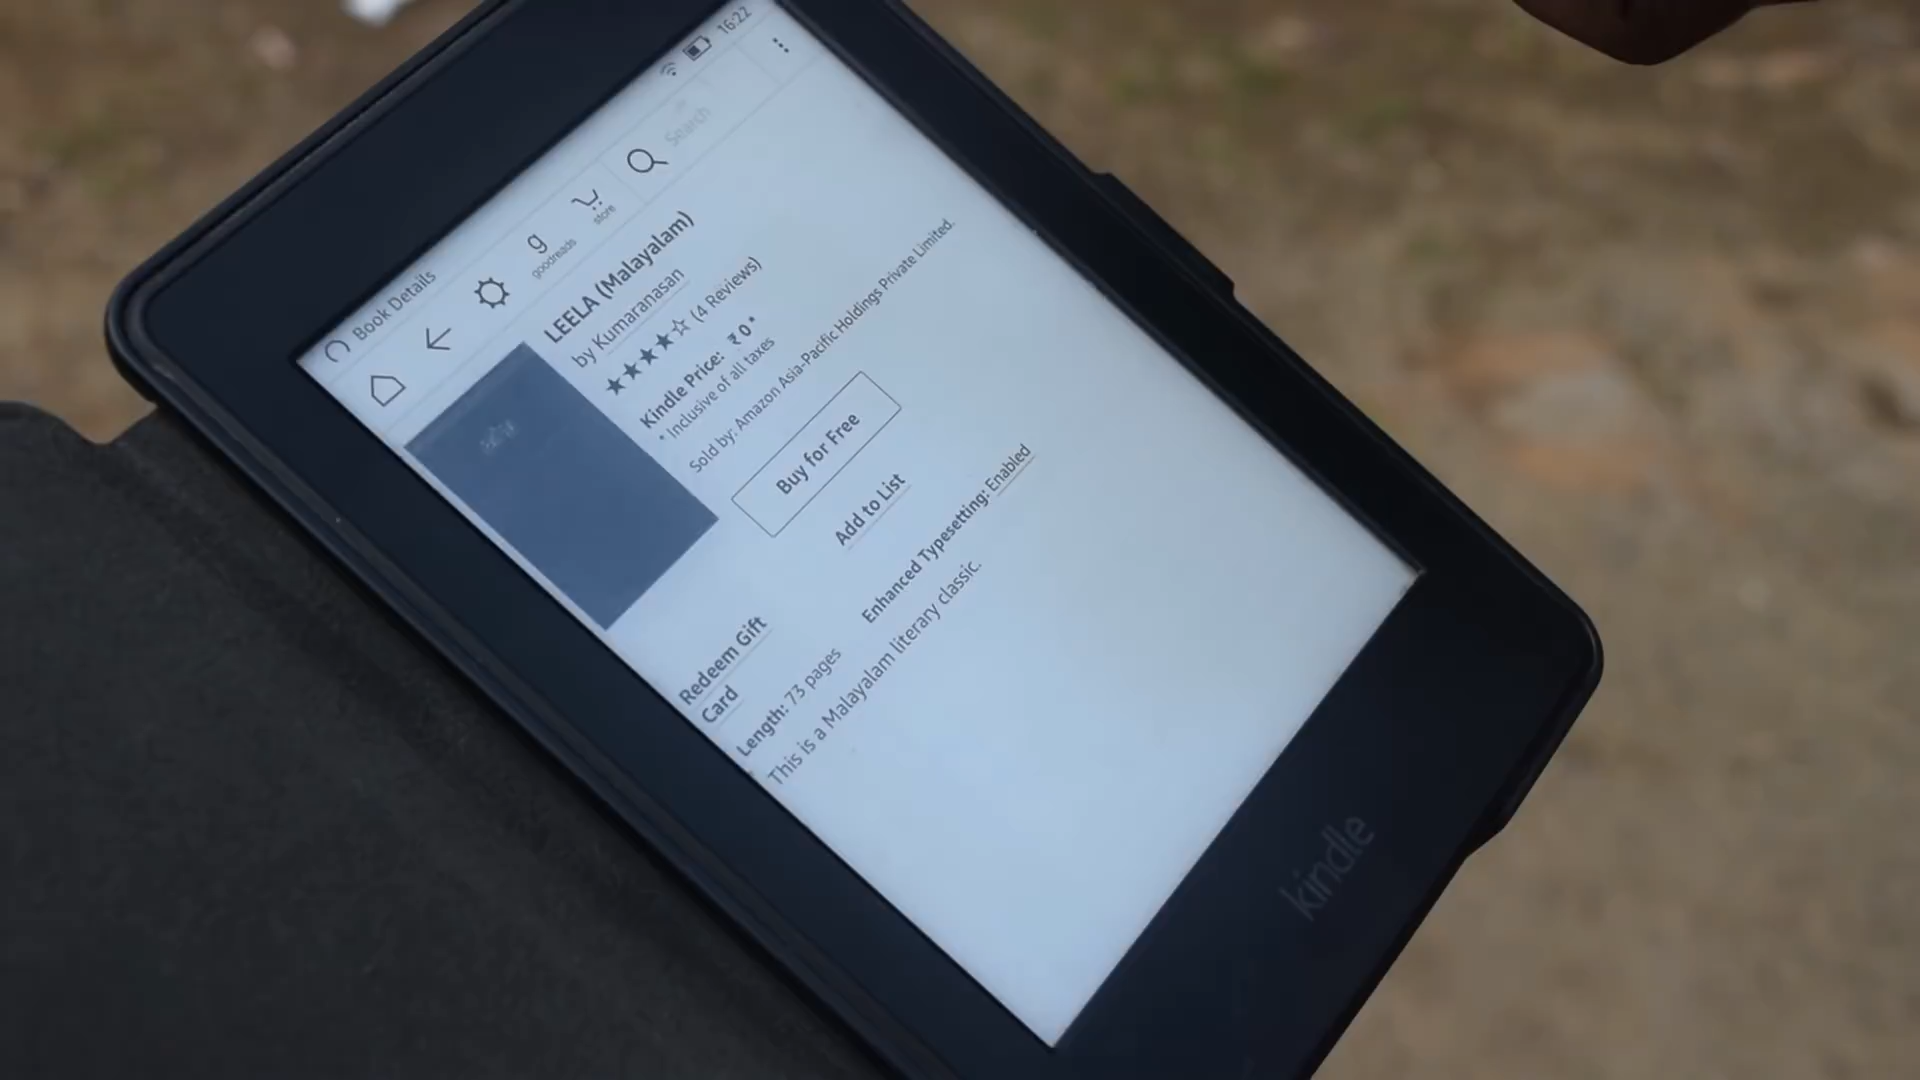 16:22
Book Details
goodreads
store
Search
LEELA (Malayalam)
by Kumaranasan
(4 Reviews)
Kindle Price: ₹ 0 *
* Inclusive of all taxes
Sold by: Amazon Asia-Pacific Holdings Private Limited.
Buy for Free
Add to List
Redeem Gift
Card
Length: 73 pages
Enhanced Typesetting: Enabled
This is a Malayalam literary classic.
kindle